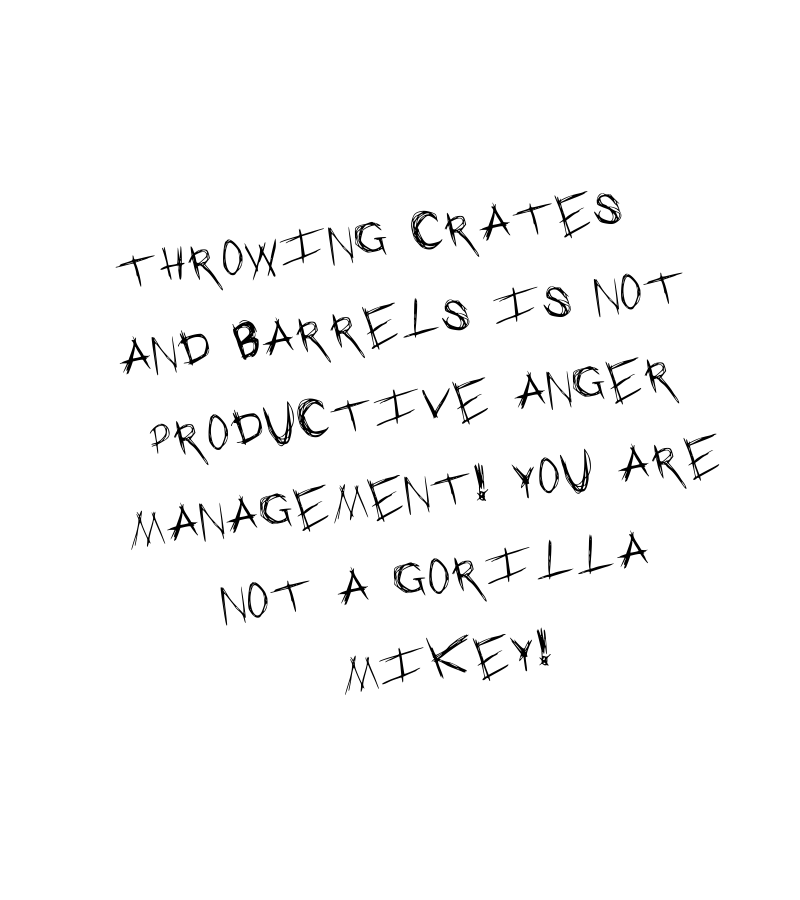 THROWING CRATES
AND BARRELS IS NOT
PRODUCTIVE ANGER
MANAGEMENT! YOU ARE
NOT A GORILLA
MIKEY!